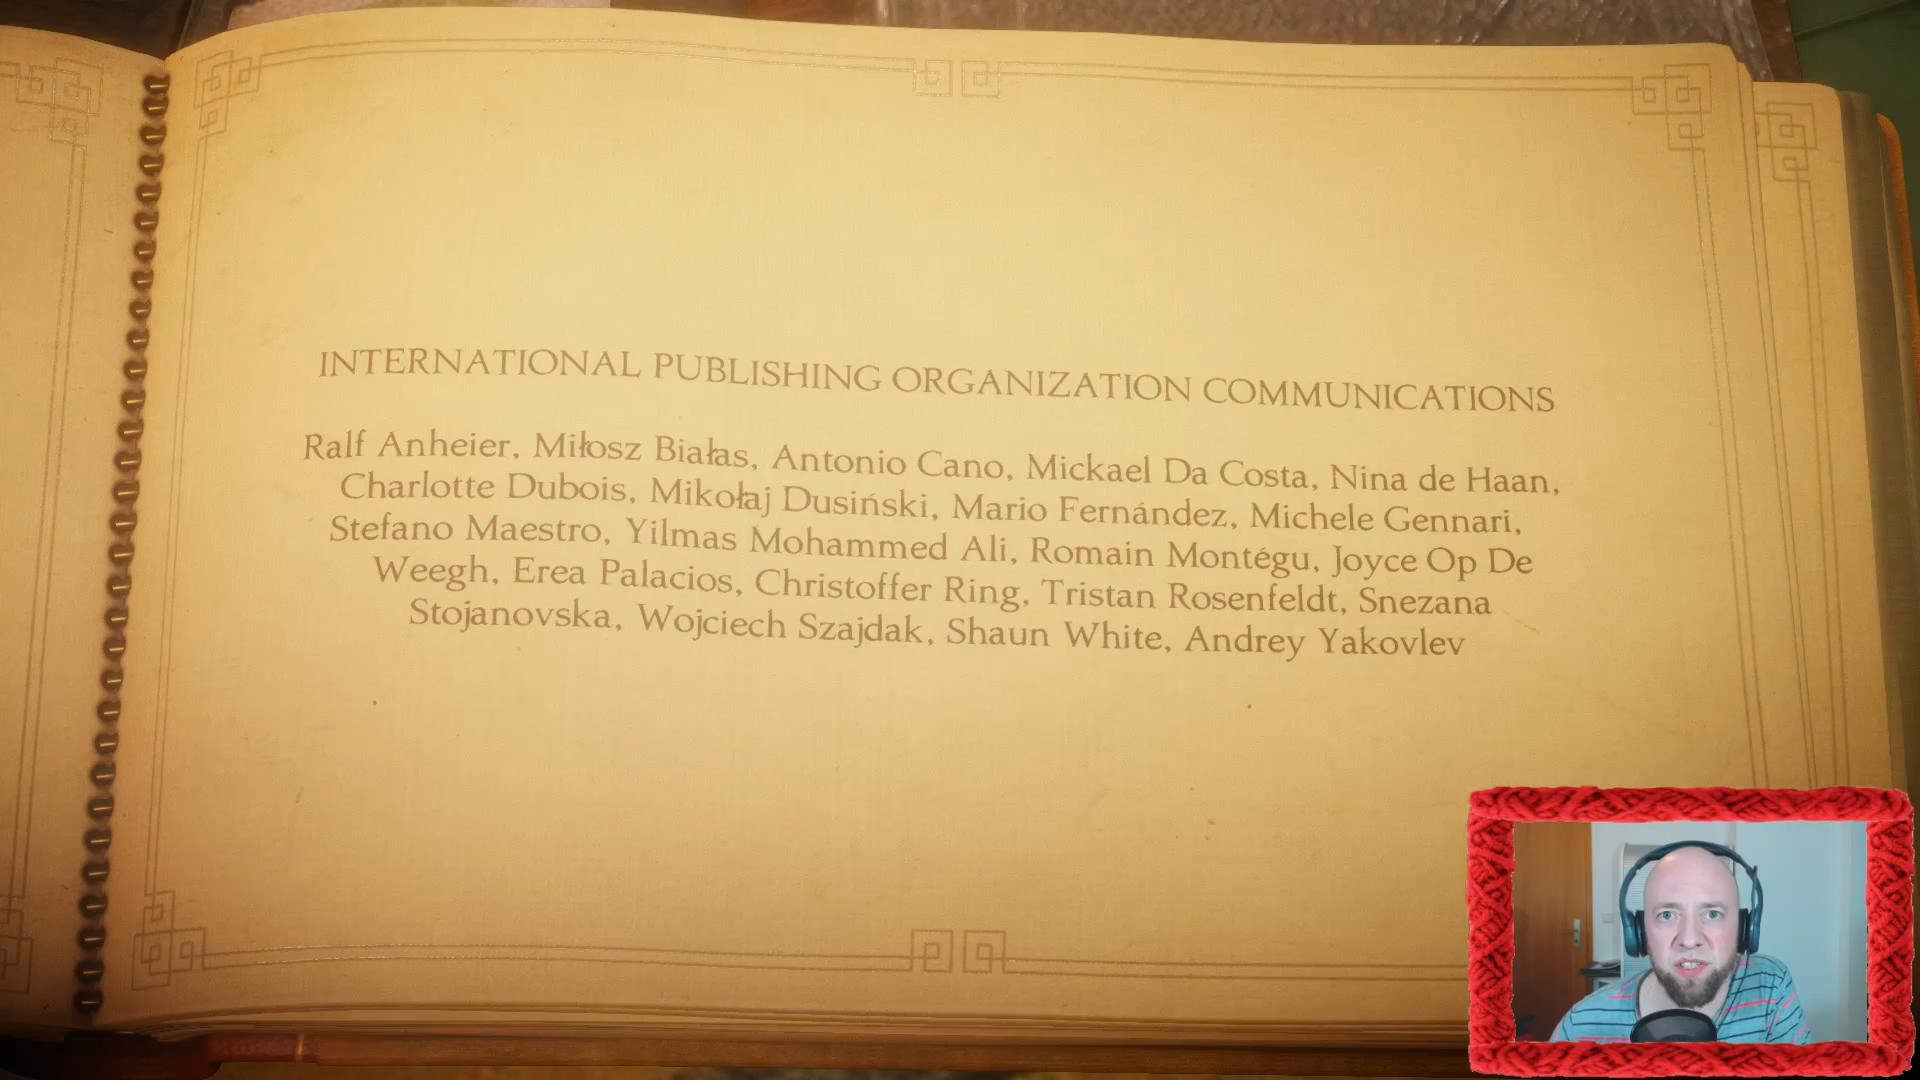 INTERNATIONAL PUBLISHING ORGANIZATION COMMUNICATIONS
Ralf Anheier, Miłosz Białas, Antonio Cano, Mickael Da Costa, Nina de Haan,
Charlotte Dubois, Mikołaj Dusiński, Mario Fernández, Michele Gennari,
Stefano Maestro, Yilmas Mohammed Ali, Romain Montégu, Joyce Op De
Weegh, Erea Palacios, Christoffer Ring, Tristan Rosenfeldt, Snezana
Stojanovska, Wojciech Szajdak, Shaun White, Andrey Yakovlev